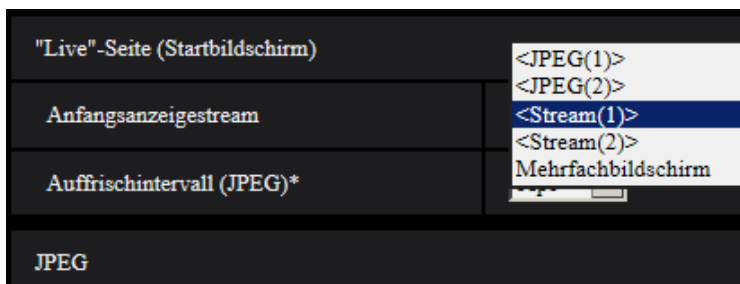 "Live"-Seite (Startbildschirm)
<JPEG(1)>
<JPEG(2)>
Anfangsanzeigestream
<Stream(1)>
<Stream(2)>
Mehrfachbildschirm
Auffrischintervall (JPEG)*
JPEG